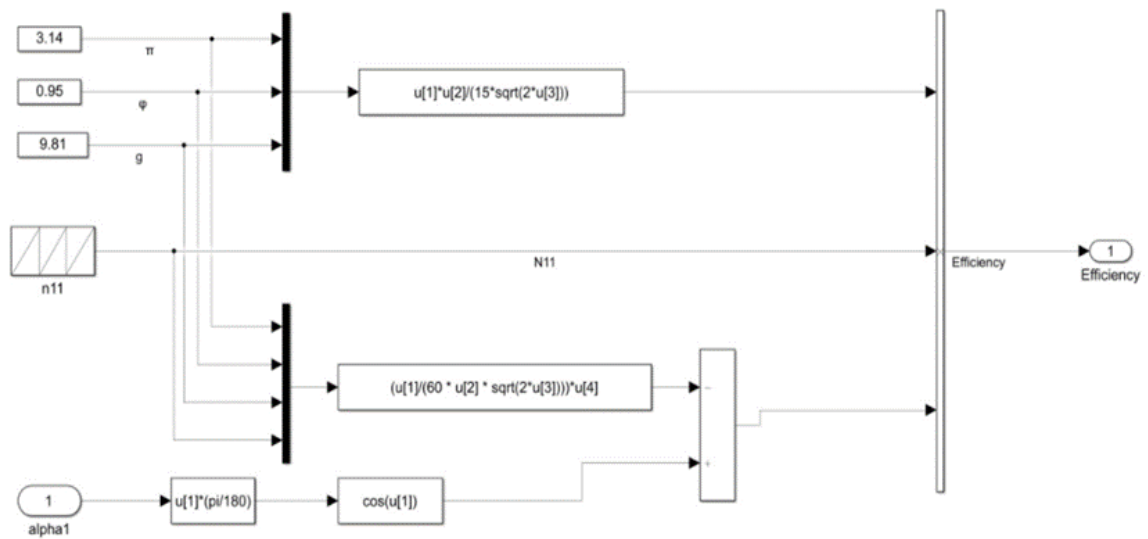 3.14
π
0.95
φ
9.81
g
u[1]*u[2]/(15*sqrt(2*u[3]))
n11
N11
Efficiency
1
Efficiency
(u[1]/(60 * u[2] * sqrt(2*u[3])))*u[4]
−
+
1
alpha1
u[1]*(pi/180)
cos(u[1])